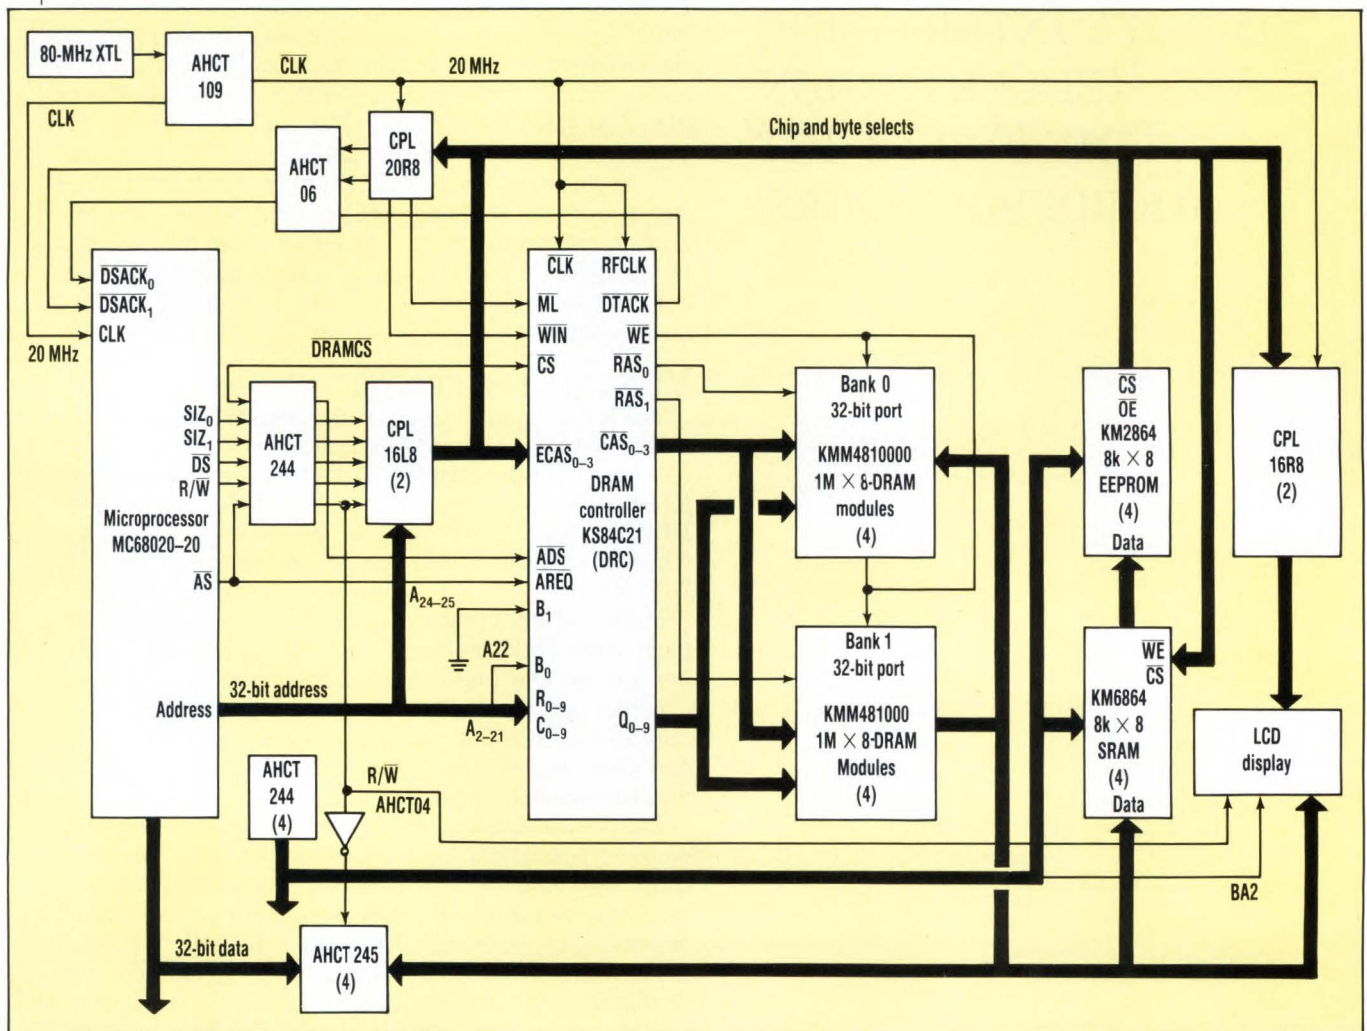 80-MHz XTL
AHCT
109
CLK
CLK
20 MHz
CPL
20R8
AHCT
06
Chip and byte selects
DSACK0
DSACK1
CLK
20 MHz
SIZ0
SIZ1
DS
R/W
Microprocessor
MC68020–20
AS
Address
DRAMCS
AHCT
244
CPL
16L8
(2)
A24–25
32-bit address
A22
A2–21
CLK
RFCLK
ML
DTACK
WIN
WE
CS
RAS0
RAS1
ECAS0–3
CAS0–3
DRAM
controller
KS84C21
(DRC)
ADS
AREQ
B1
B0
R0–9
C0–9
Q0–9
Bank 0
32-bit port
KMM4810000
1M × 8-DRAM
modules
(4)
Bank 1
32-bit port
KMM481000
1M × 8-DRAM
Modules
(4)
CS
OE
KM2864
8k × 8
EEPROM
(4)
Data
WE
CS
KM6864
8k × 8
SRAM
(4)
Data
CPL
16R8
(2)
LCD
display
AHCT
244
(4)
R/W
AHCT04
BA2
32-bit data
AHCT 245
(4)